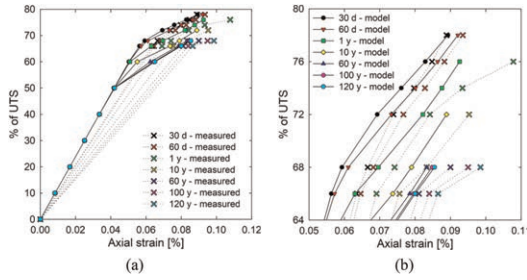 (a)
% of UTS
80
70
60
50
40
30
20
10
0
30 d - measured
60 d - measured
1 y - measured
10 y - measured
60 y - measured
100 y - measured
120 y - measured
0.00 0.02 0.04 0.06 0.08 0.10 0.12
Axial strain [%]
(a)
(b)
% of UTS
80
76
72
68
64
30 d - model
60 d - model
1 y - model
10 y - model
60 y - model
100 y - model
120 y - model
0.05 0.06 0.07 0.08 0.09 0.10 0.11
Axial strain [%]
(b)